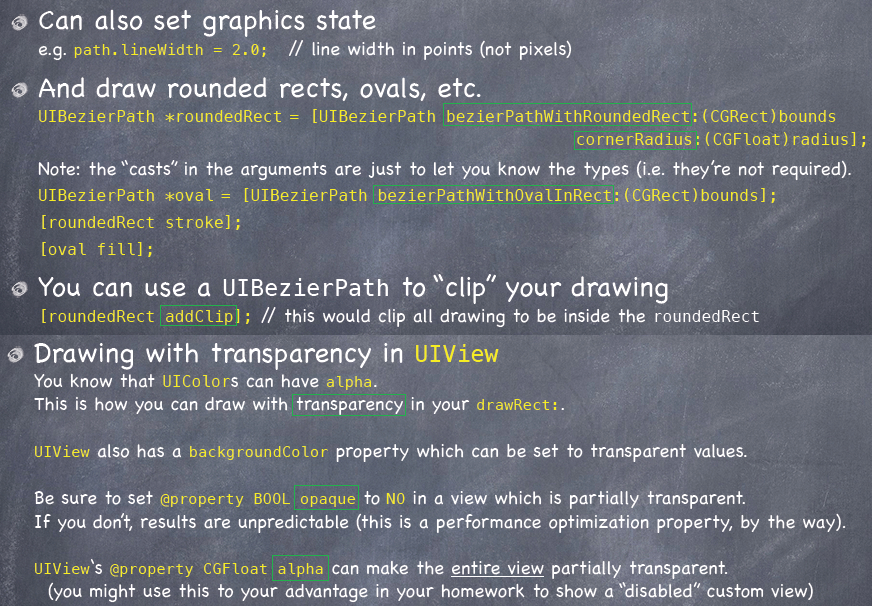 Can also set graphics state
e.g. path.lineWidth = 2.0; // line width in points (not pixels)
And draw rounded rects, ovals, etc.
UIBezierPath *roundedRect = [UIBezierPath bezierPathWithRoundedRect:(CGRect)bounds
cornerRadius:(CGFloat)radius];
Note: the “casts” in the arguments are just to let you know the types (i.e. they’re not required).
UIBezierPath *oval = [UIBezierPath bezierPathWithOvalInRect:(CGRect)bounds];
[roundedRect stroke];
[oval fill];
You can use a UIBezierPath to “clip” your drawing
[roundedRect addClip]; // this would clip all drawing to be inside the roundedRect
Drawing with transparency in UIView
You know that UIColors can have alpha.
This is how you can draw with transparency in your drawRect:.
UIView also has a backgroundColor property which can be set to transparent values.
Be sure to set @property BOOL opaque to NO in a view which is partially transparent.
If you don’t, results are unpredictable (this is a performance optimization property, by the way).
UIView‘s @property CGFloat alpha can make the entire view partially transparent.
(you might use this to your advantage in your homework to show a “disabled” custom view)